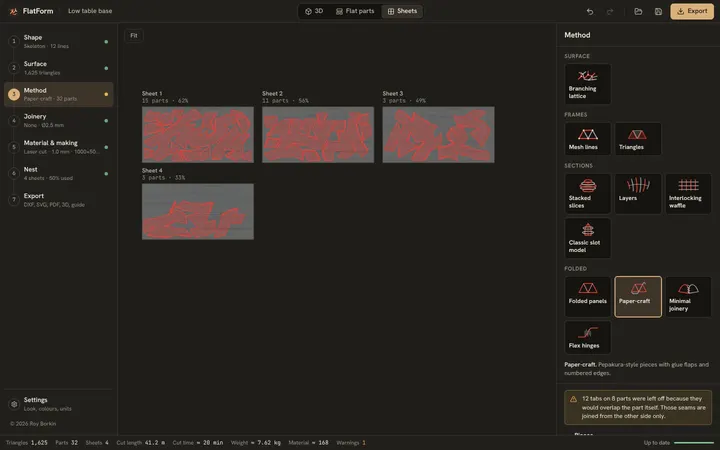 FlatForm
Low table base
3D
Flat parts
Sheets
Export
1
Shape
Skeleton · 12 lines
2
Surface
1,625 triangles
3
Method
Paper-craft · 32 parts
4
Joinery
None · 02.5 mm
5
Material & making
Laser cut · 1.0 mm · 1000×50...
6
Nest
4 sheets · 50% used
7
Export
DXF, SVG, PDF, 3D, guide
Settings
Look, colours, units
© 2026 Roy Borkin
Fit
Sheet 1
15 parts · 62%
Sheet 2
11 parts · 56%
Sheet 3
3 parts · 49%
Sheet 4
3 parts · 33%
Method
SURFACE
Branching lattice
FRAMES
Mesh lines
Triangles
SECTIONS
Stacked slices
Layers
Interlocking waffle
Classic slot model
FOLDED
Folded panels
Paper-craft
Minimal joinery
Flex hinges
Paper-craft. Pepakura-style pieces with glue flaps and
numbered edges.
12 tabs on 8 parts were left off because they
would overlap the part itself. Those seams are
joined from the other side only.
Triangles 1,625 Parts 32 Sheets 4 Cut length 41.2 m Cut time ≈ 28 min Weight ≈ 7.62 kg Material ≈ 168 Warnings 1
Up to date